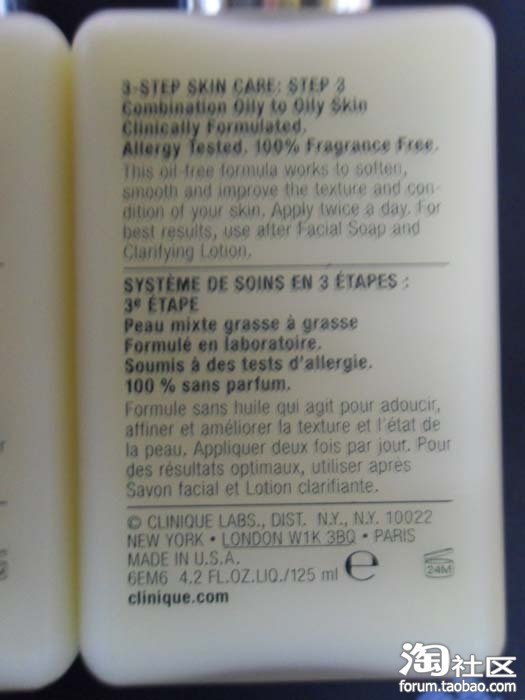 3-STEP SKIN CARE: STEP 3
Combination Oily to Oily Skin
Clinically Formulated.
Allergy Tested. 100% Fragrance Free.
This oil-free formula works to soften,
smooth and improve the texture and con-
dition of your skin. Apply twice a day. For
best results, use after Facial Soap and
Clarifying Lotion.
SYSTÈME DE SOINS EN 3 ÉTAPES :
3e ÉTAPE
Peau mixte grasse à grasse
Formulé en laboratoire.
Soumis à des tests d'allergie.
100 % sans parfum.
Formule sans huile qui agit pour adoucir,
affiner et améliorer la texture et l'état de
la peau. Appliquer deux fois par jour. Pour
des résultats optimaux, utiliser après
Savon facial et Lotion clarifiante.
© CLINIQUE LABS., DIST. N.Y., N.Y. 10022
NEW YORK • LONDON W1K 3BQ • PARIS
MADE IN U.S.A.
6EM6 4.2 FL.OZ.LIQ./125 ml ℮
24M
clinique.com
淘社区
forum.taobao.com